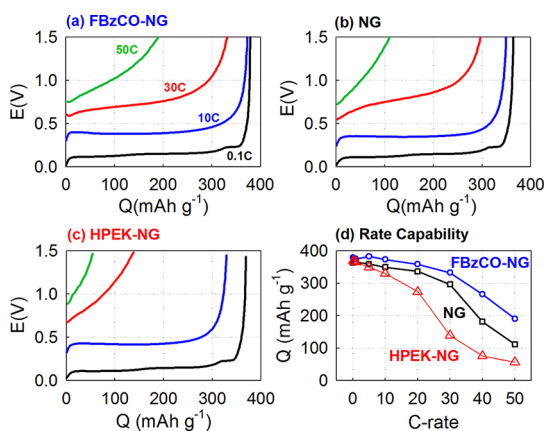 (a) FBzCO-NG
1.5
1.0
0.5
0.0
E(V)
50C
30C
10C
0.1C
0 100 200 300 400
Q(mAh g⁻¹)
(b) NG
1.5
1.0
0.5
0.0
E(V)
0 100 200 300 400
Q(mAh g⁻¹)
(c) HPEK-NG
1.5
1.0
0.5
0.0
E(V)
0 100 200 300 400
Q (mAh g⁻¹)
(d) Rate Capability
400
300
200
100
0
Q (mAh g⁻¹)
FBzCO-NG
NG
HPEK-NG
0 10 20 30 40 50
C-rate